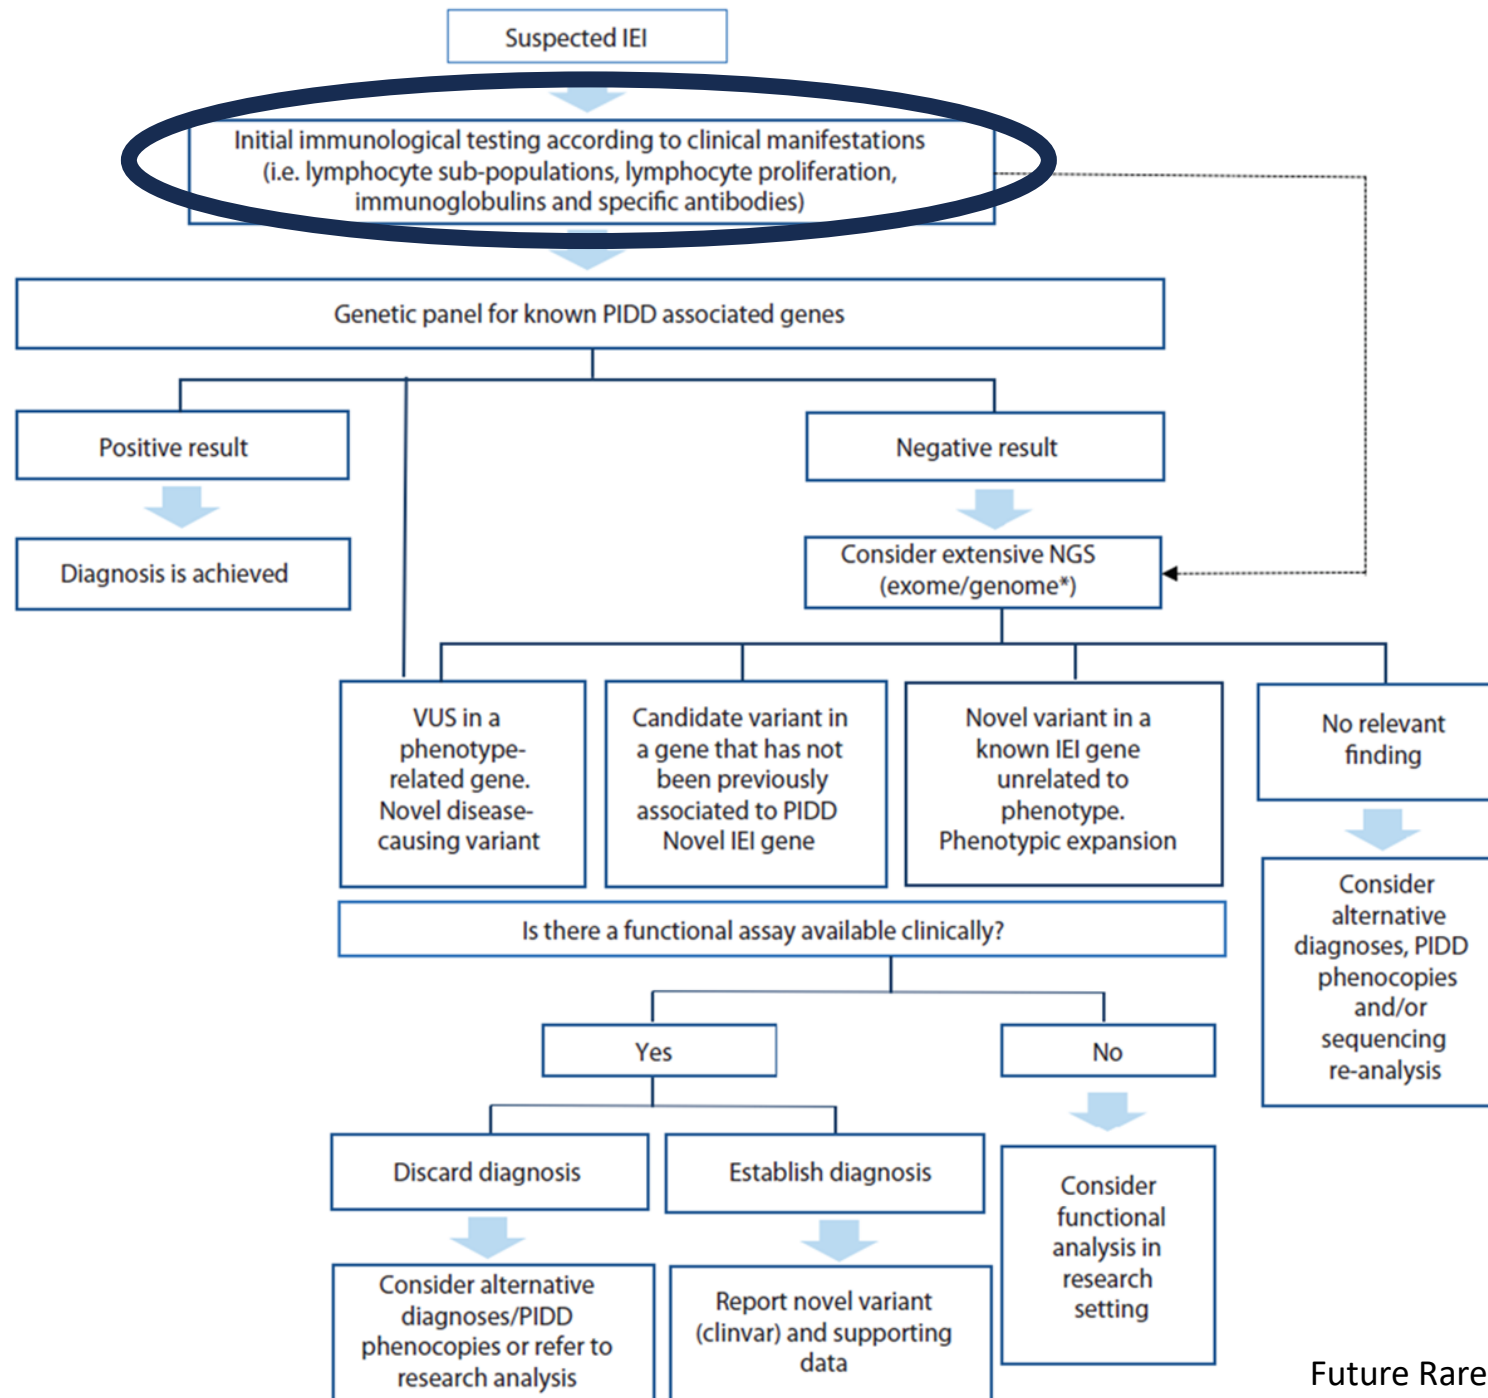 Suspected IEI
Initial immunological testing according to clinical manifestations
(i.e. lymphocyte sub-populations, lymphocyte proliferation,
immunoglobulins and specific antibodies)
Genetic panel for known PIDD associated genes
Positive result
Negative result
Diagnosis is achieved
Consider extensive NGS
(exome/genome*)
VUS in a
phenotype-
related gene.
Novel disease-
causing variant
Candidate variant in
a gene that has not
been previously
associated to PIDD
Novel IEI gene
Novel variant in a
known IEI gene
unrelated to
phenotype.
Phenotypic expansion
No relevant
finding
Consider
alternative
diagnoses, PIDD
phenocopies
and/or
sequencing
re-analysis
Is there a functional assay available clinically?
Yes
No
Discard diagnosis
Establish diagnosis
Consider
functional
analysis in
research
setting
Consider alternative
diagnoses/PIDD
phenocopies or refer to
research analysis
Report novel variant
(clinvar) and supporting
data
Future Rare